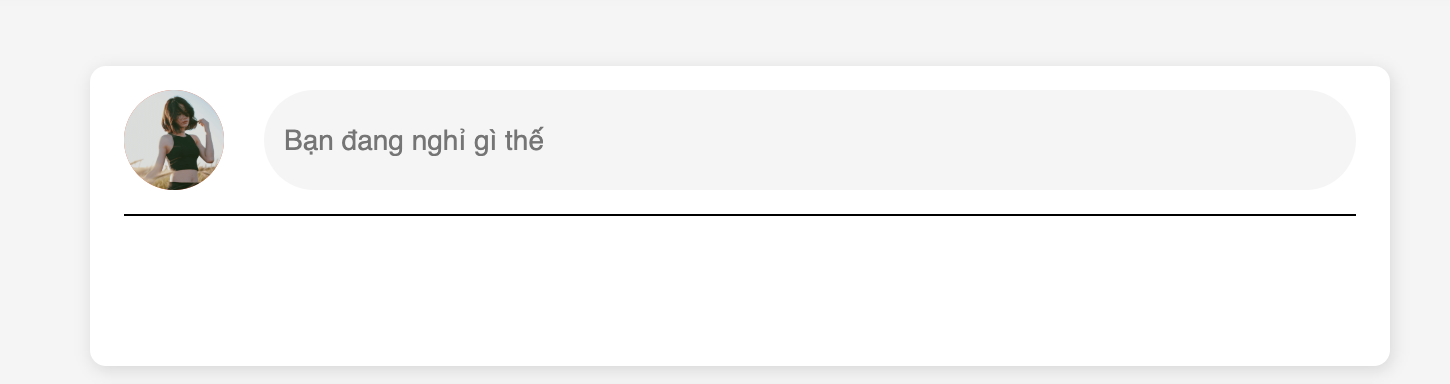 Bạn đang nghỉ gì thế